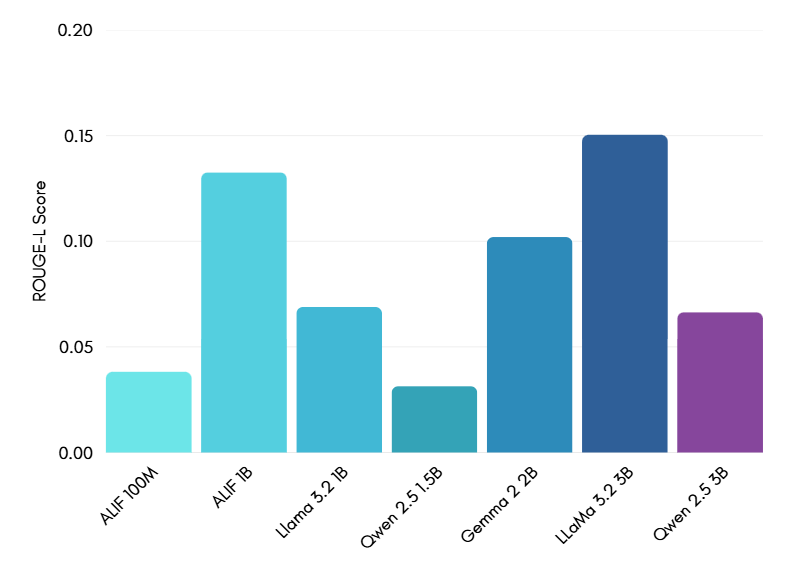 0.20
0.15
0.10
0.05
0.00
ROUGE-L Score
ALIF 100M
ALIF 1B
Llama 3.2 1B
Qwen 2.5 1.5B
Gemma 2 2B
LLaMa 3.2 3B
Qwen 2.5 3B